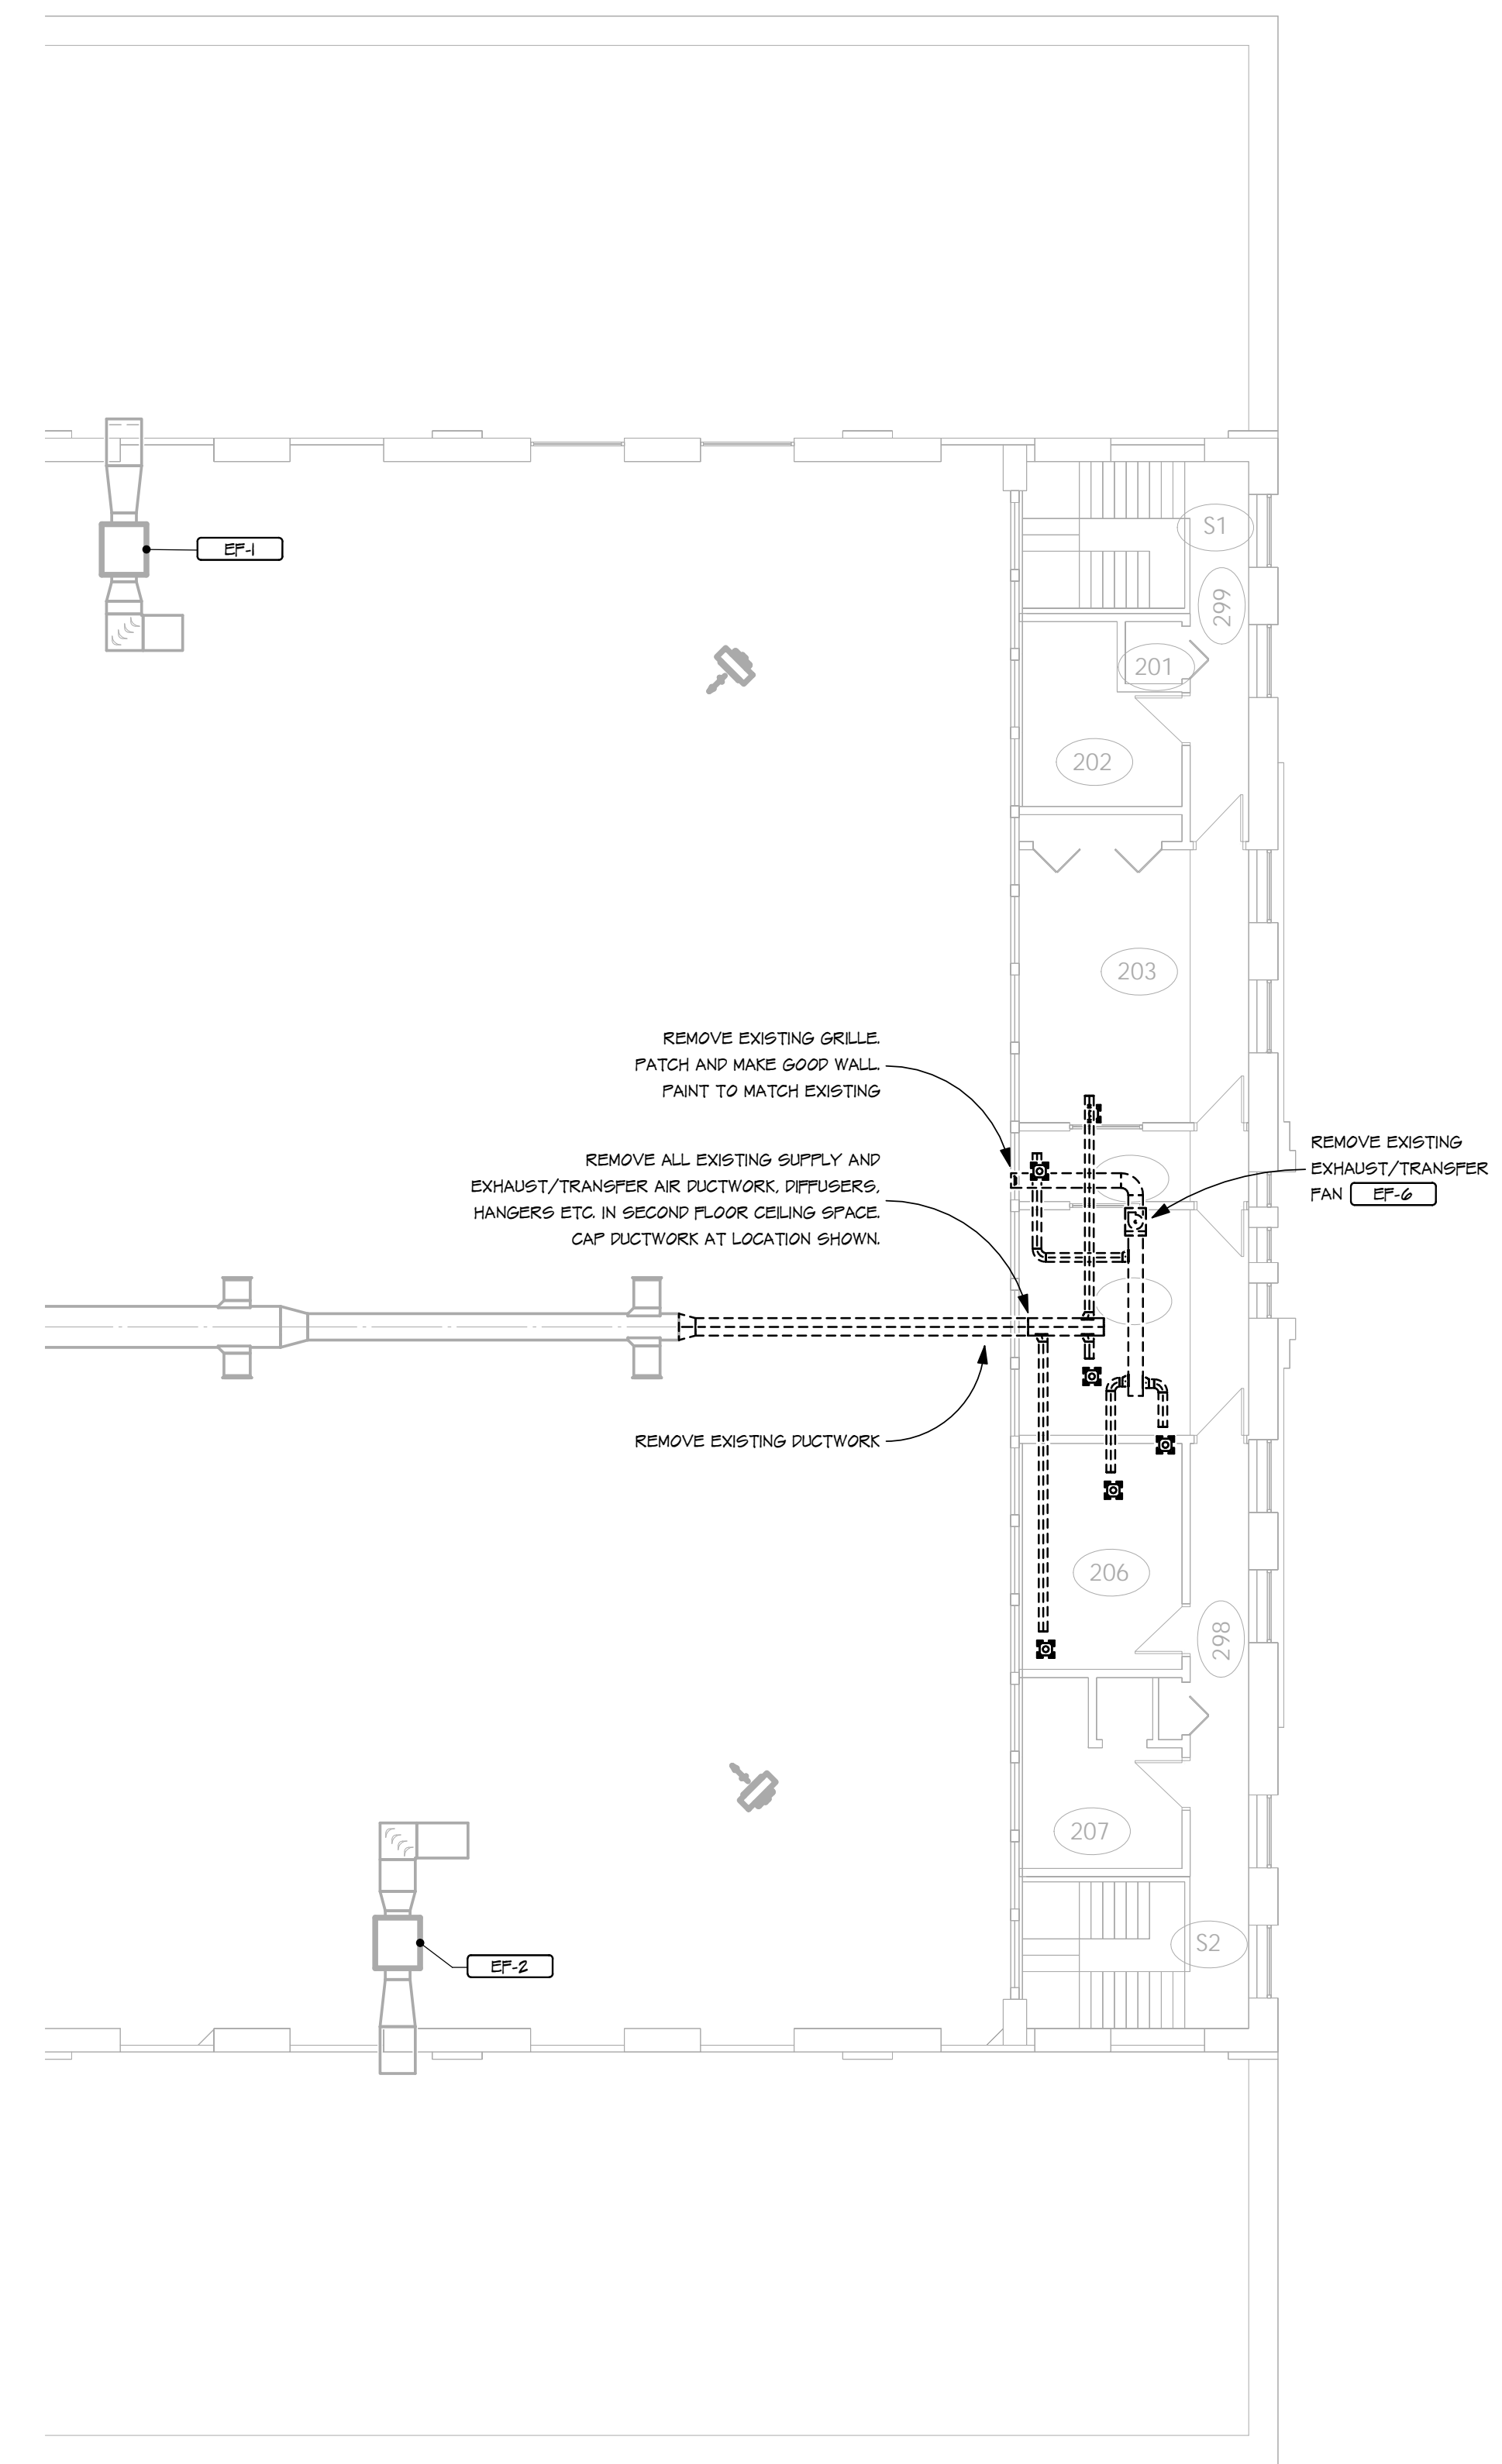 EF-1
S1
299
201
202
203
REMOVE EXISTING GRILLE.
PATCH AND MAKE GOOD WALL.
PAINT TO MATCH EXISTING
REMOVE ALL EXISTING SUPPLY AND
EXHAUST/TRANSFER AIR DUCTWORK, DIFFUSERS,
HANGERS ETC. IN SECOND FLOOR CEILING SPACE.
CAP DUCTWORK AT LOCATION SHOWN.
REMOVE EXISTING
EXHAUST/TRANSFER
FAN EF-6
REMOVE EXISTING DUCTWORK
206
298
207
EF-2
S2